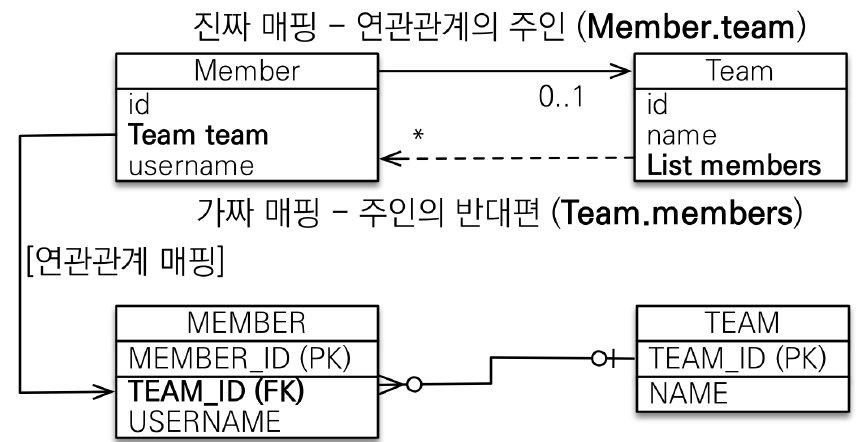 진짜 매핑 – 연관관계의 주인 (Member.team)
Member
id
Team team
username
0..1
*
Team
id
name
List members
가짜 매핑 – 주인의 반대편 (Team.members)
[연관관계 매핑]
MEMBER
MEMBER_ID (PK)
TEAM_ID (FK)
USERNAME
TEAM
TEAM_ID (PK)
NAME